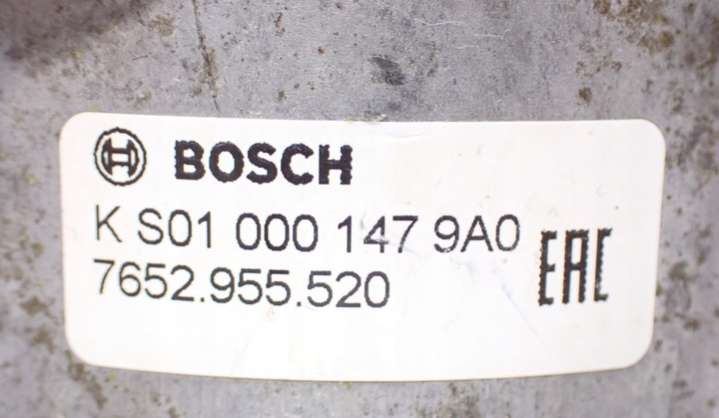 BOSCH
K S01 000 147 9A0
7652.955.520
EAC